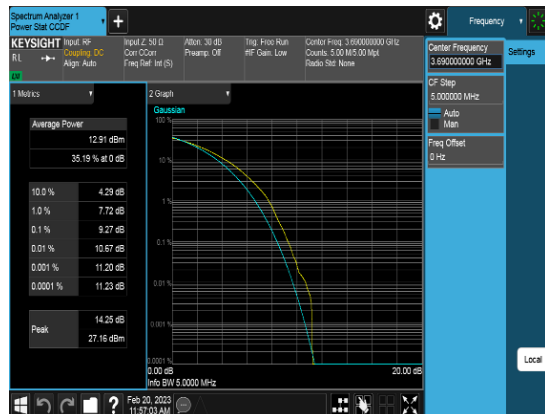 Spectrum Analyzer 1
Power Stat CCDF
+
Frequency
KEYSIGHT
RL
Input: RF
Coupling: DC
Align: Auto
Input Z: 50 Ω
Corr CCorr
Freq Ref: Int (S)
Atten: 30 dB
Preamp: Off
Trig: Free Run
#IF Gain: Low
Center Freq: 3.690000000 GHz
Counts: 5.00 M/5.00 Mpt
Radio Std: None
1 Metrics
Average Power
12.91 dBm
35.19 % at 0 dB
10.0 % 4.29 dB
1.0 % 7.72 dB
0.1 % 9.27 dB
0.01 % 10.67 dB
0.001 % 11.20 dB
0.0001 % 11.23 dB
Peak
14.25 dB
27.16 dBm
2 Graph
Gaussian
100 %
10 %
1 %
0.1 %
0.01 %
0.001 %
0.0001 %
0.00 dB 20.00 dB
Info BW 5.0000 MHz
Center Frequency
3.690000000 GHz
Settings
CF Step
5.000000 MHz
Auto
Man
Freq Offset
0 Hz
Local
?
Feb 20, 2023
11:57:03 AM